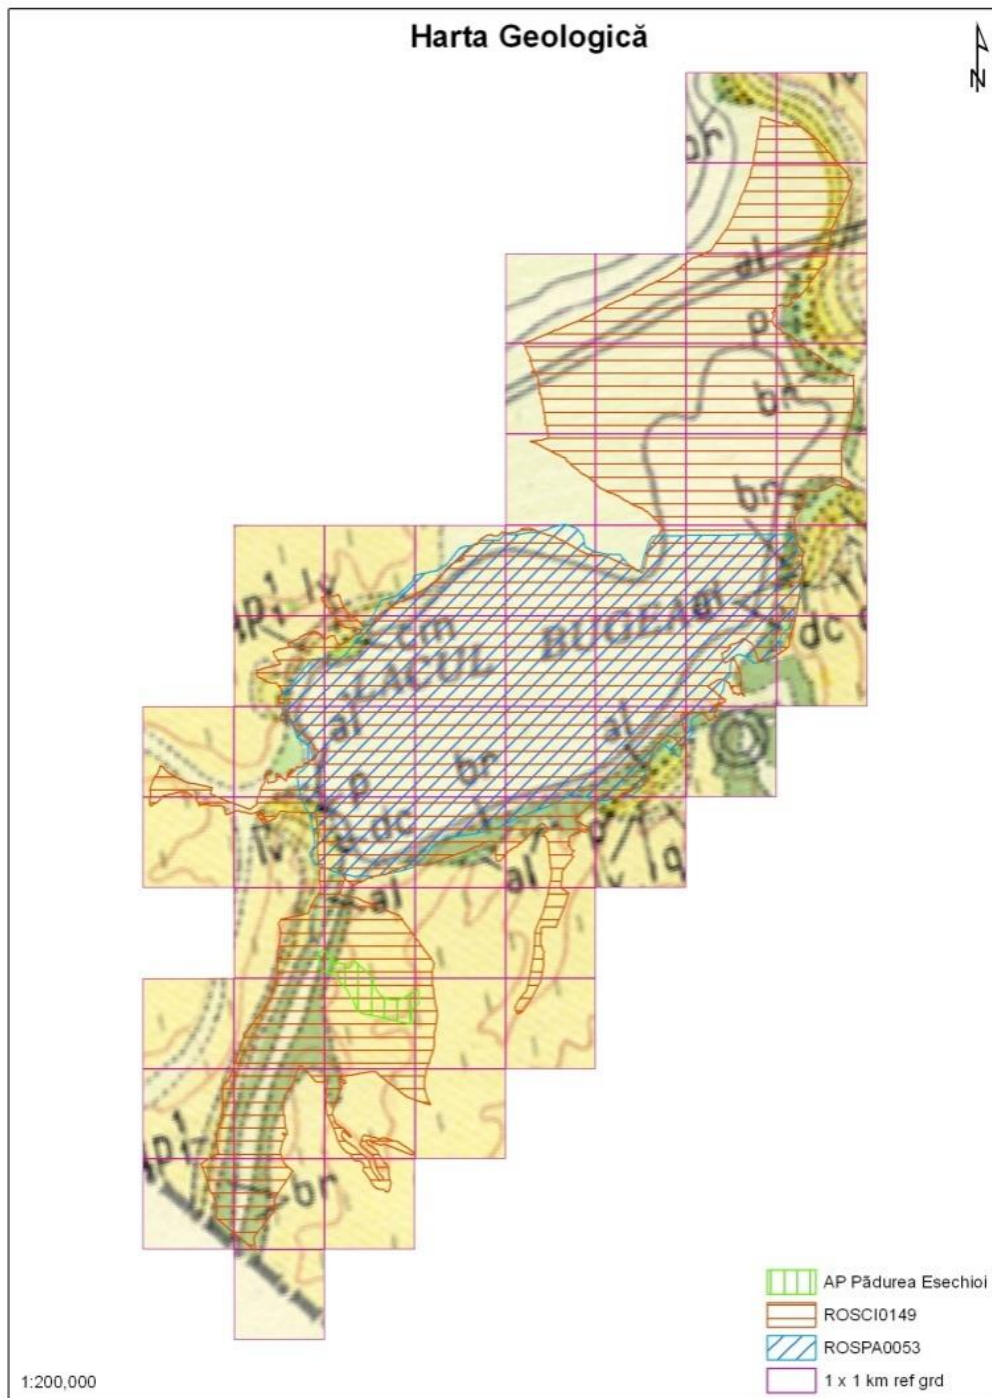 Harta Geologică
N
br
al
p
br
br
al
dc
cm
LACUL BUGEAC
al
al
p
br
dc
al
al
br
AP Pădurea Esechioi
ROSCI0149
ROSPA0053
1 x 1 km ref grd
1:200,000